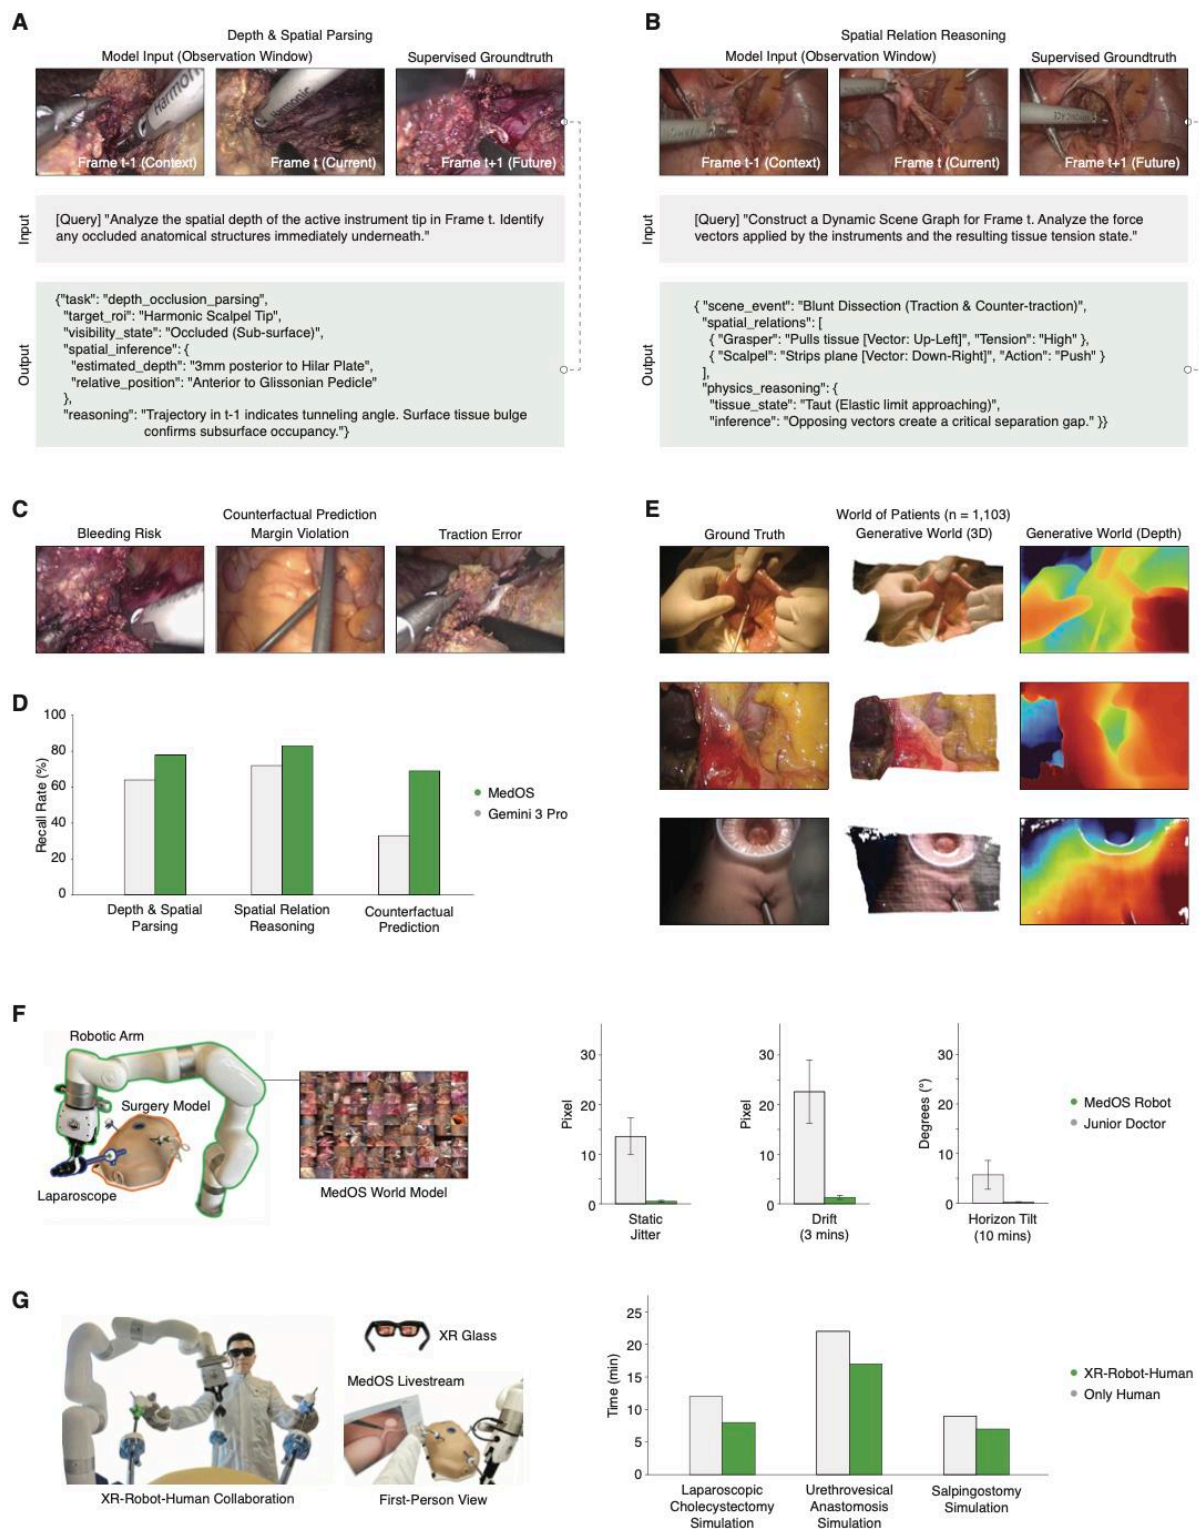 A
Depth & Spatial Parsing
Model Input (Observation Window)
Supervised Groundtruth
Harmonic
Frame t-1 (Context)
Harmonic
Frame t (Current)
Frame t+1 (Future)
Input
[Query] "Analyze the spatial depth of the active instrument tip in Frame t. Identify
any occluded anatomical structures immediately underneath."
Output
{"task": "depth_occlusion_parsing",
"target_roi": "Harmonic Scalpel Tip",
"visibility_state": "Occluded (Sub-surface)",
"spatial_inference": {
"estimated_depth": "3mm posterior to Hilar Plate",
"relative_position": "Anterior to Glissonian Pedicle"
},
"reasoning": "Trajectory in t-1 indicates tunneling angle. Surface tissue bulge
confirms subsurface occupancy."}
B
Spatial Relation Reasoning
Model Input (Observation Window)
Supervised Groundtruth
Frame t-1 (Context)
Frame t (Current)
Frame t+1 (Future)
Input
[Query] "Construct a Dynamic Scene Graph for Frame t. Analyze the force
vectors applied by the instruments and the resulting tissue tension state."
Output
{ "scene_event": "Blunt Dissection (Traction & Counter-traction)",
"spatial_relations": [
{ "Grasper": "Pulls tissue [Vector: Up-Left]", "Tension": "High" },
{ "Scalpel": "Strips plane [Vector: Down-Right]", "Action": "Push" }
],
"physics_reasoning": {
"tissue_state": "Taut (Elastic limit approaching)",
"inference": "Opposing vectors create a critical separation gap." }}
C
Counterfactual Prediction
Bleeding Risk
Margin Violation
Traction Error
D
Recall Rate (%)
100
80
60
40
20
0
MedOS
Gemini 3 Pro
Depth & Spatial
Parsing
Spatial Relation
Reasoning
Counterfactual
Prediction
E
World of Patients (n = 1,103)
Ground Truth
Generative World (3D)
Generative World (Depth)
F
Robotic Arm
Surgery Model
Laparoscope
MedOS World Model
Pixel
30
20
10
0
Static
Jitter
Pixel
30
20
10
0
Drift
(3 mins)
Degrees (°)
30
20
10
0
Horizon Tilt
(10 mins)
MedOS Robot
Junior Doctor
G
XR Glass
MedOS Livestream
XR-Robot-Human Collaboration
First-Person View
Time (min)
25
20
15
10
5
0
Laparoscopic
Cholecystectomy
Simulation
Urethrovesical
Anastomosis
Simulation
Salpingostomy
Simulation
XR-Robot-Human
Only Human